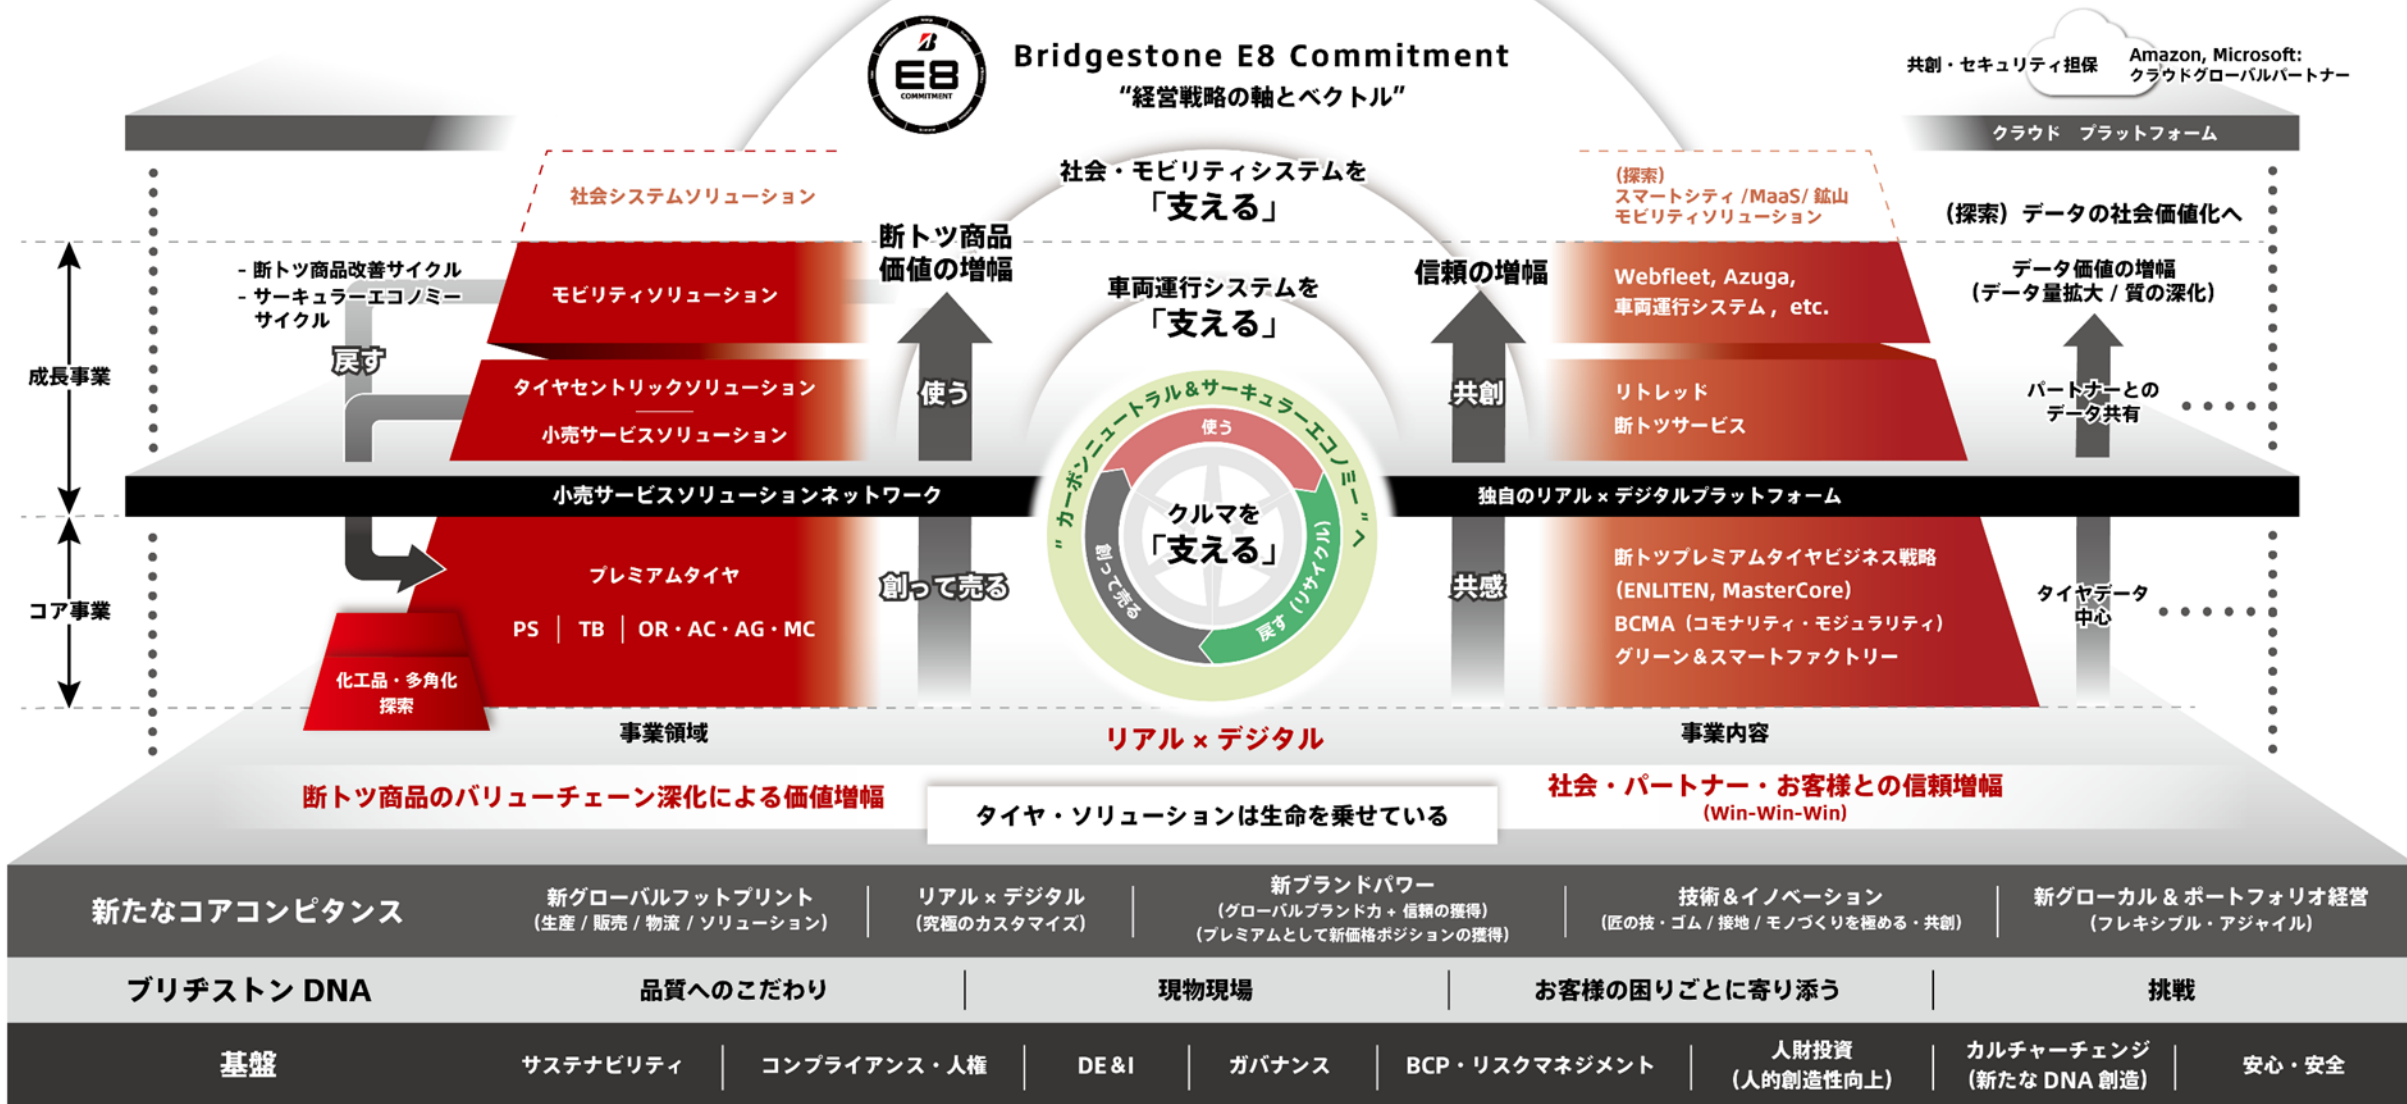 E8
COMMITMENT
Bridgestone E8 Commitment
“経営戦略の軸とベクトル”
共創・セキュリティ担保
Amazon, Microsoft:
クラウドグローバルパートナー
クラウド プラットフォーム
社会システムソリューション
社会・モビリティシステムを
「支える」
(探索)
スマートシティ /MaaS/ 鉱山
モビリティソリューション
(探索) データの社会価値化へ
- 断トツ商品改善サイクル
- サーキュラーエコノミー
サイクル
戻す
モビリティソリューション
断トツ商品
価値の増幅
車両運行システムを
「支える」
信頼の増幅
Webfleet, Azuga,
車両運行システム, etc.
データ価値の増幅
(データ量拡大 / 質の深化)
成長事業
タイヤセントリックソリューション
小売サービスソリューション
使う
共創
リトレッド
断トツサービス
パートナーとの
データ共有
小売サービスソリューションネットワーク
独自のリアル × デジタルプラットフォーム
"カーボンニュートラル＆サーキュラーエコノミー"へ
使う
創って売る
戻す (リサイクル)
クルマを
「支える」
コア事業
プレミアムタイヤ
PS | TB | OR・AC・AG・MC
化工品・多角化
探索
創って売る
共感
断トツプレミアムタイヤビジネス戦略
(ENLITEN, MasterCore)
BCMA (コモナリティ・モジュラリティ)
グリーン＆スマートファクトリー
タイヤデータ
中心
事業領域
リアル × デジタル
事業内容
断トツ商品のバリューチェーン深化による価値増幅
タイヤ・ソリューションは生命を乗せている
社会・パートナー・お客様との信頼増幅
(Win-Win-Win)
新たなコアコンピタンス
新グローバルフットプリント
(生産 / 販売 / 物流 / ソリューション)
リアル × デジタル
(究極のカスタマイズ)
新ブランドパワー
(グローバルブランド力 + 信頼の獲得)
(プレミアムとして新価格ポジションの獲得)
技術＆イノベーション
(匠の技・ゴム / 接地 / モノづくりを極める・共創)
新グローカル & ポートフォリオ経営
(フレキシブル・アジャイル)
ブリヂストン DNA
品質へのこだわり
現物現場
お客様の困りごとに寄り添う
挑戦
基盤
サステナビリティ
コンプライアンス・人権
DE＆I
ガバナンス
BCP・リスクマネジメント
人財投資
(人的創造性向上)
カルチャーチェンジ
(新たな DNA 創造)
安心・安全